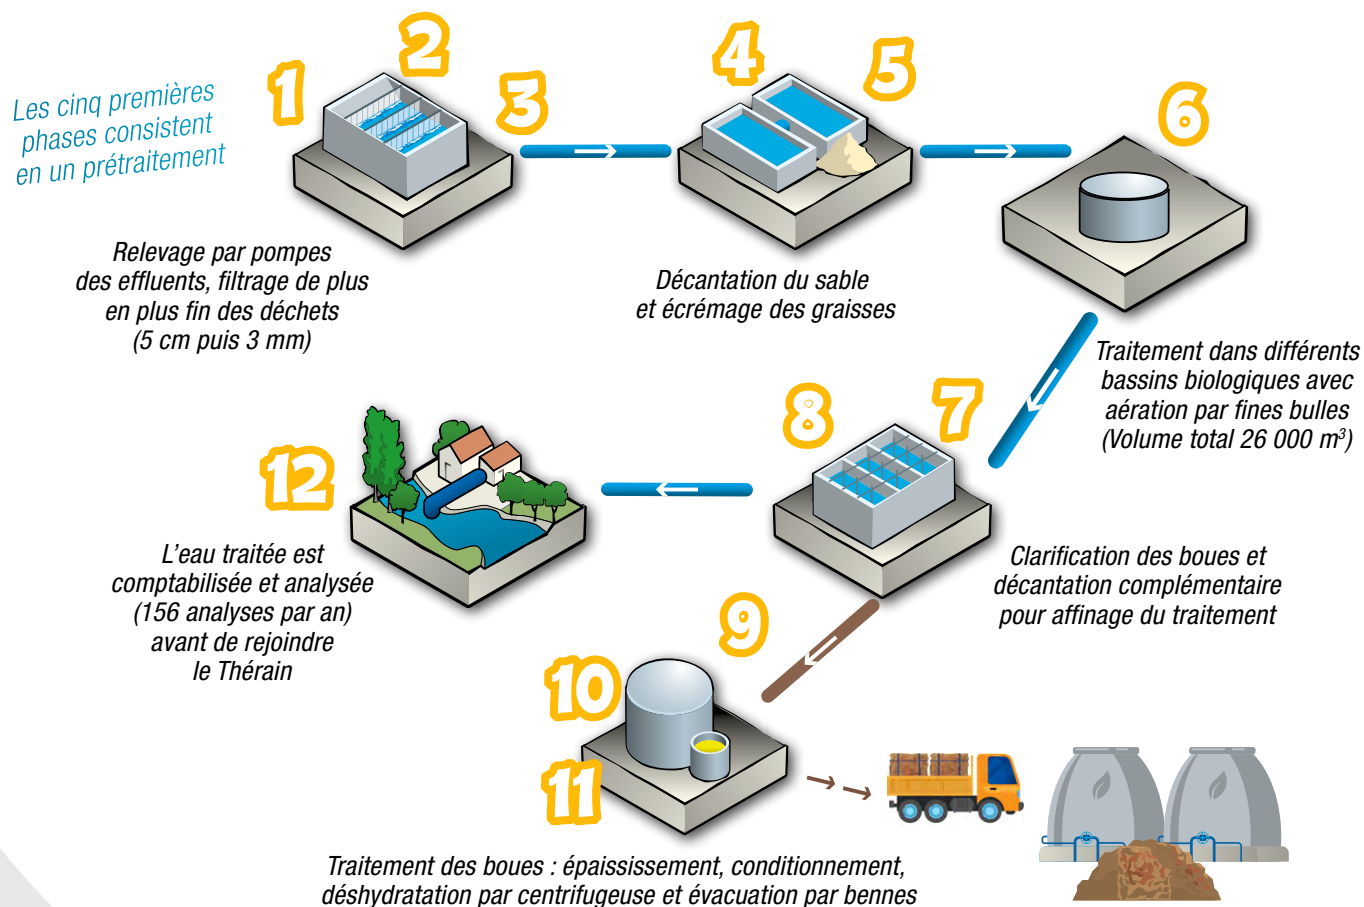 Les cinq premières
phases consistent
en un prétraitement
1
2
3
Relevage par pompes
des effluents, filtrage de plus
en plus fin des déchets
(5 cm puis 3 mm)
4
5
Décantation du sable
et écrémage des graisses
6
Traitement dans différents
bassins biologiques avec
aération par fines bulles
(Volume total 26 000 m³)
7
8
Clarification des boues et
décantation complémentaire
pour affinage du traitement
9
10
11
Traitement des boues : épaississement, conditionnement,
déshydratation par centrifugeuse et évacuation par bennes
12
L'eau traitée est
comptabilisée et analysée
(156 analyses par an)
avant de rejoindre
le Thérain